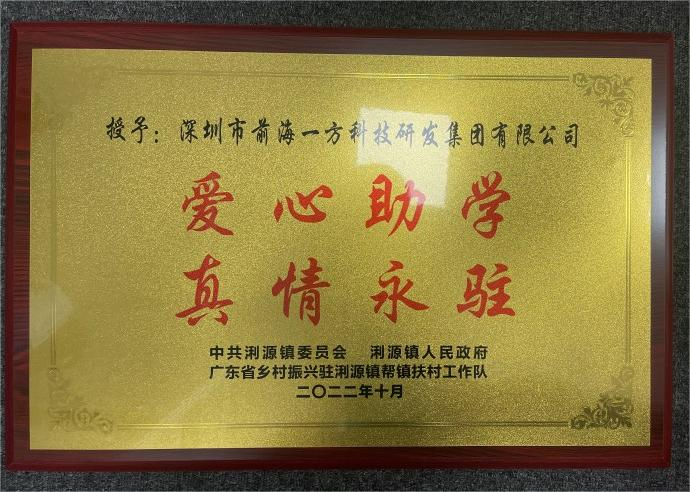 授予：深圳市前海一方科技研发集团有限公司
爱心助学
真情永驻
中共浰源镇委员会 浰源镇人民政府
广东省乡村振兴驻浰源镇帮镇扶村工作队
二〇二二年十月